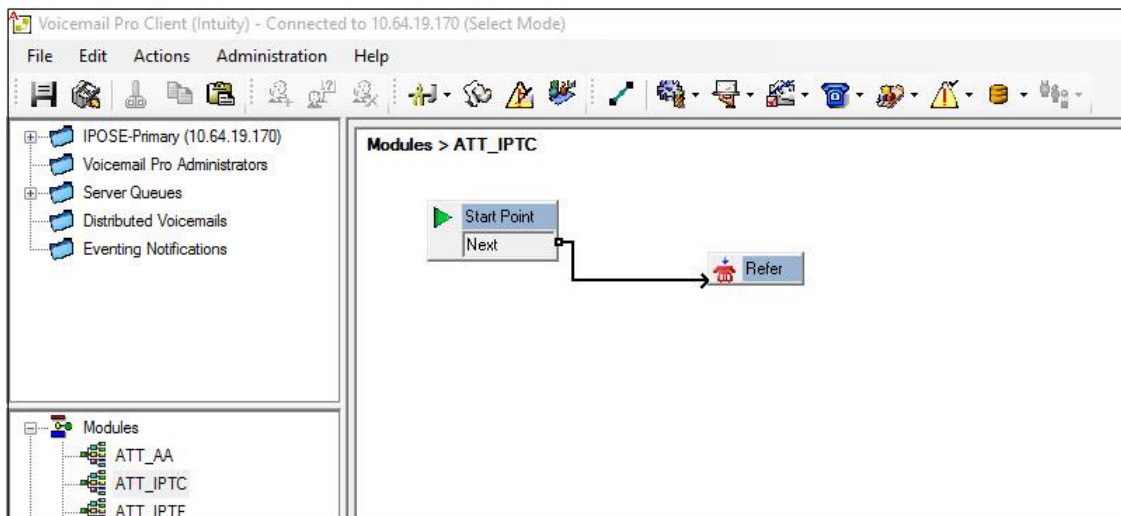 Voicemail Pro Client (Intuity) - Connected to 10.64.19.170 (Select Mode)
File Edit Actions Administration Help
IPOSE-Primary (10.64.19.170)
Voicemail Pro Administrators
Server Queues
Distributed Voicemails
Eventing Notifications
Modules > ATT_IPTC
Start Point
Next
Refer
Modules
ATT_AA
ATT_IPTC